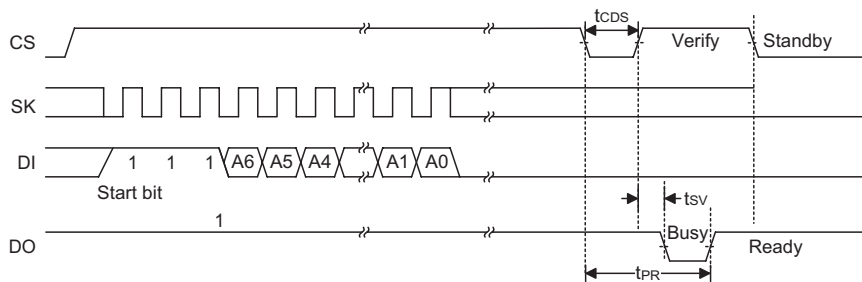 tCDS
CS Verify Standby
SK
DI 1 1 1 A6 A5 A4 A1 A0
Start bit
tSV
1
Busy
DO Ready
tPR